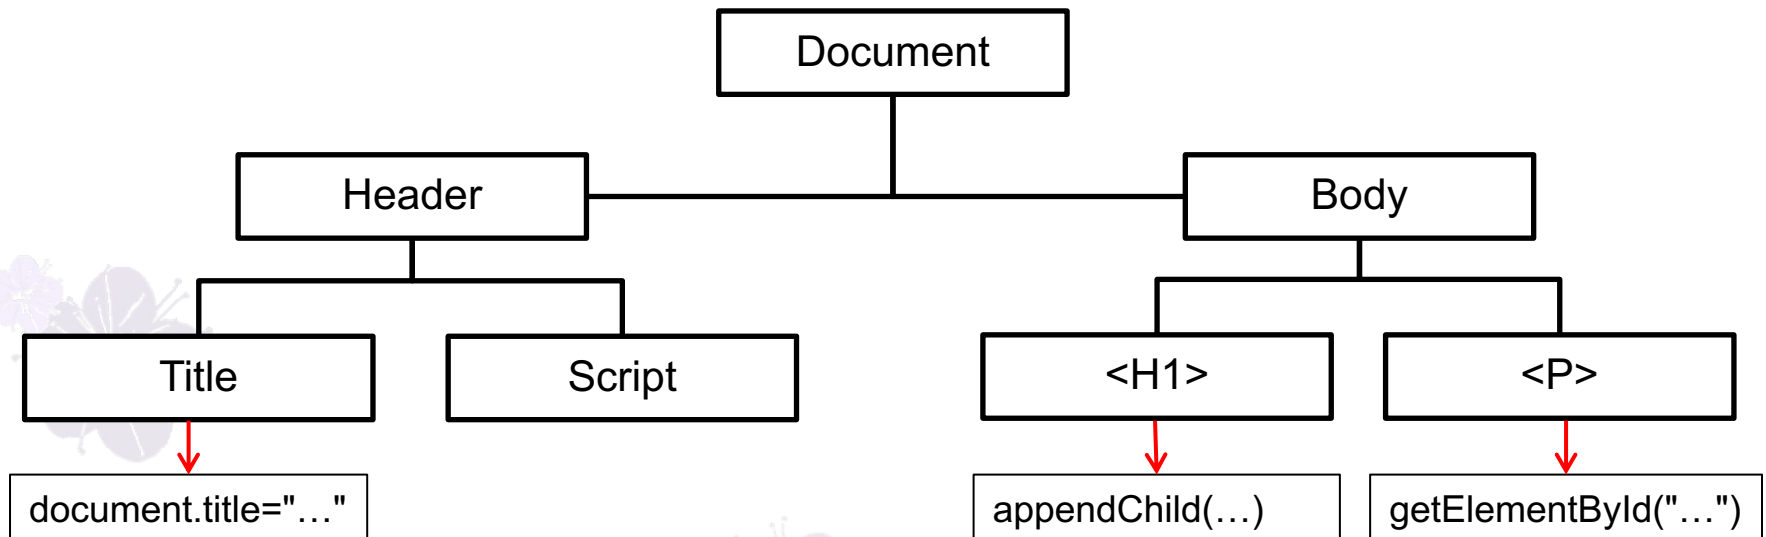 Document
Header
Body
Title
Script
<H1>
<P>
document.title="…"
appendChild(…)
getElementById("…")